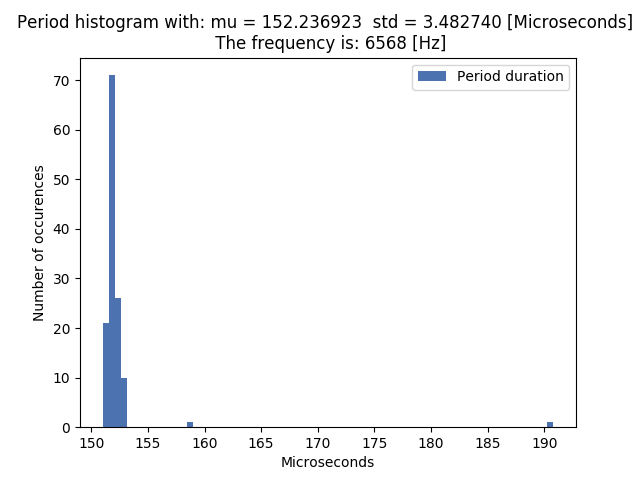 Period histogram with: mu = 152.236923  std = 3.482740 [Microseconds]
The frequency is: 6568 [Hz]
Period duration
70
60
50
40
30
20
10
0
Number of occurences
150 155 160 165 170 175 180 185 190
Microseconds